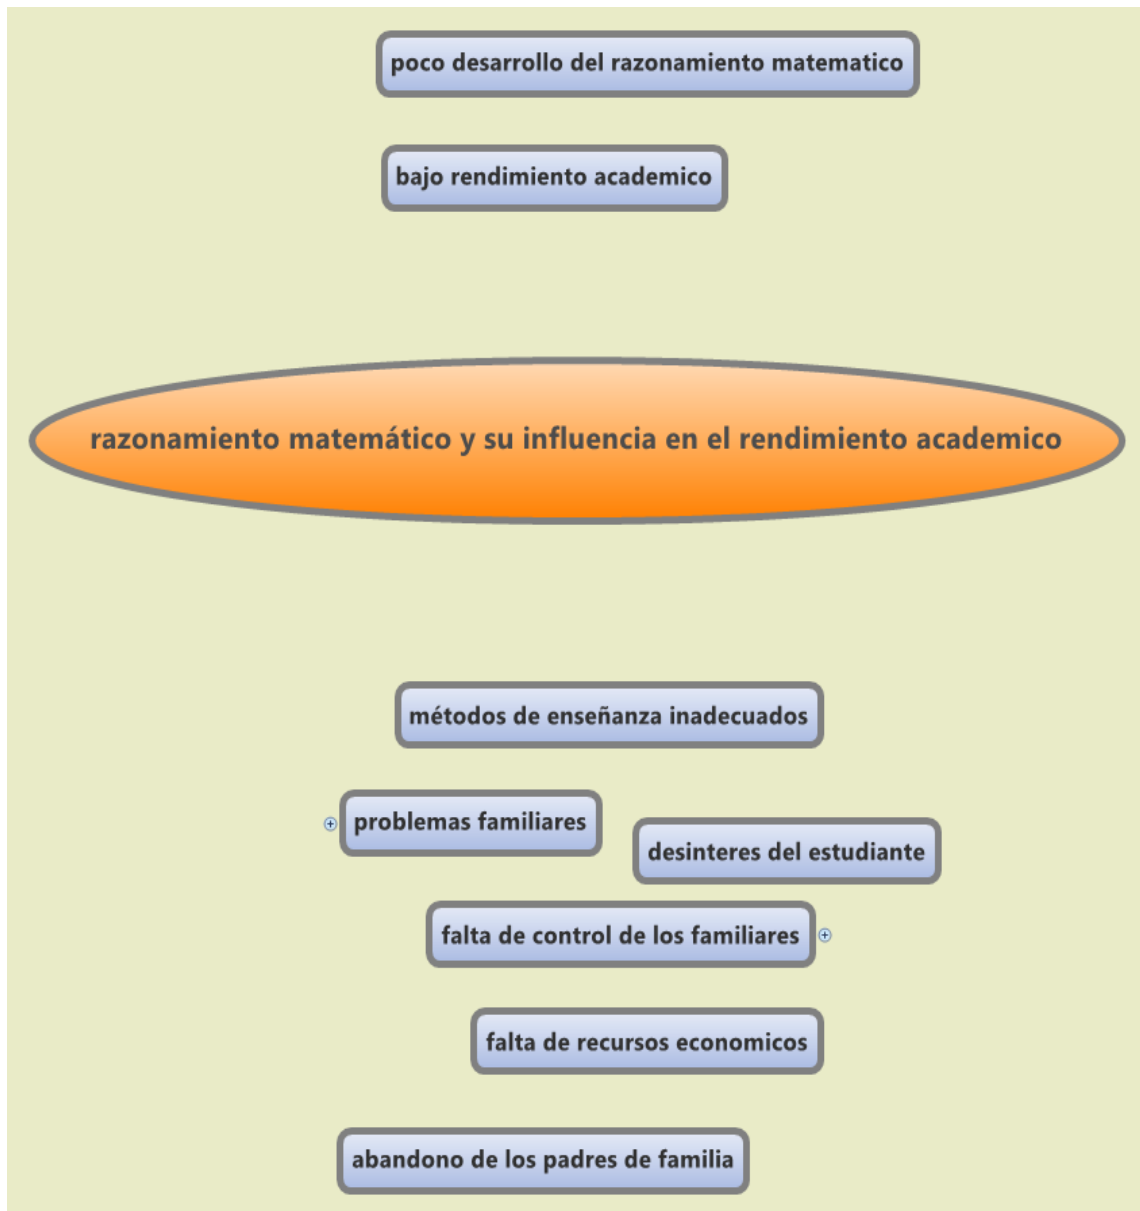 poco desarrollo del razonamiento matematico
bajo rendimiento academico
razonamiento matemático y su influencia en el rendimiento academico
métodos de enseñanza inadecuados
problemas familiares
desinteres del estudiante
falta de control de los familiares
falta de recursos economicos
abandono de los padres de familia